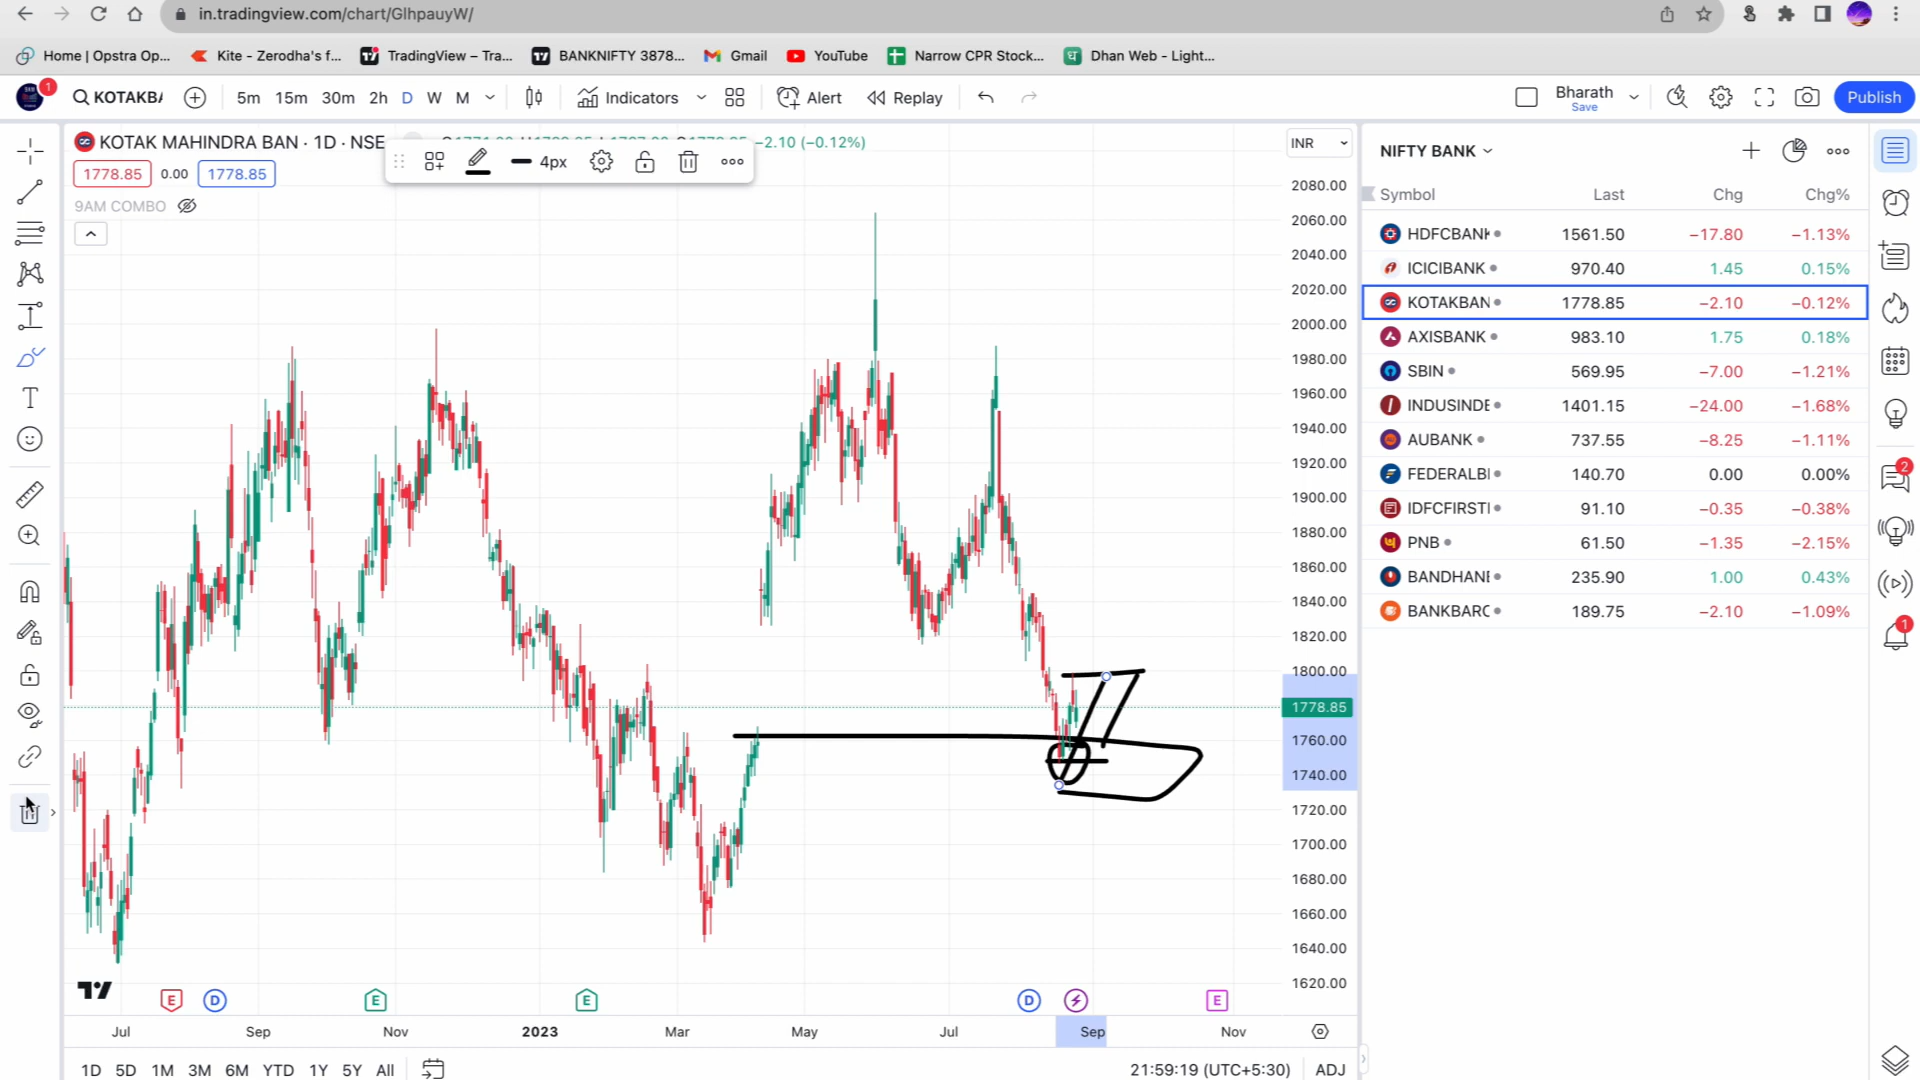 in.tradingview.com/chart/GlhpauyW/
Home | Opstra Op... Kite - Zerodha's f... TradingView – Tra... BANKNIFTY 3878... Gmail YouTube Narrow CPR Stock... Dhan Web - Light...
1 KOTAKBA 5m 15m 30m 2h D W M Indicators Alert Replay Bharath Save Publish
KOTAK MAHINDRA BAN · 1D · NSE −2.10 (−0.12%) INR
4px
1778.85 0.00 1778.85
9AM COMBO
2080.00
2060.00
2040.00
2020.00
2000.00
1980.00
1960.00
1940.00
1920.00
1900.00
1880.00
1860.00
1840.00
1820.00
1800.00
1778.85
1760.00
1740.00
1720.00
1700.00
1680.00
1660.00
1640.00
1620.00
E D E E D E
Jul Sep Nov 2023 Mar May Jul Sep Nov
1D 5D 1M 3M 6M YTD 1Y 5Y All 21:59:19 (UTC+5:30) ADJ
NIFTY BANK
Symbol Last Chg Chg%
HDFCBANK 1561.50 −17.80 −1.13%
ICICIBANK 970.40 1.45 0.15%
KOTAKBAN 1778.85 −2.10 −0.12%
AXISBANK 983.10 1.75 0.18%
SBIN 569.95 −7.00 −1.21%
INDUSINDB 1401.15 −24.00 −1.68%
AUBANK 737.55 −8.25 −1.11%
FEDERALB 140.70 0.00 0.00%
IDFCFIRST 91.10 −0.35 −0.38%
PNB 61.50 −1.35 −2.15%
BANDHAN 235.90 1.00 0.43%
BANKBARO 189.75 −2.10 −1.09%
2
1